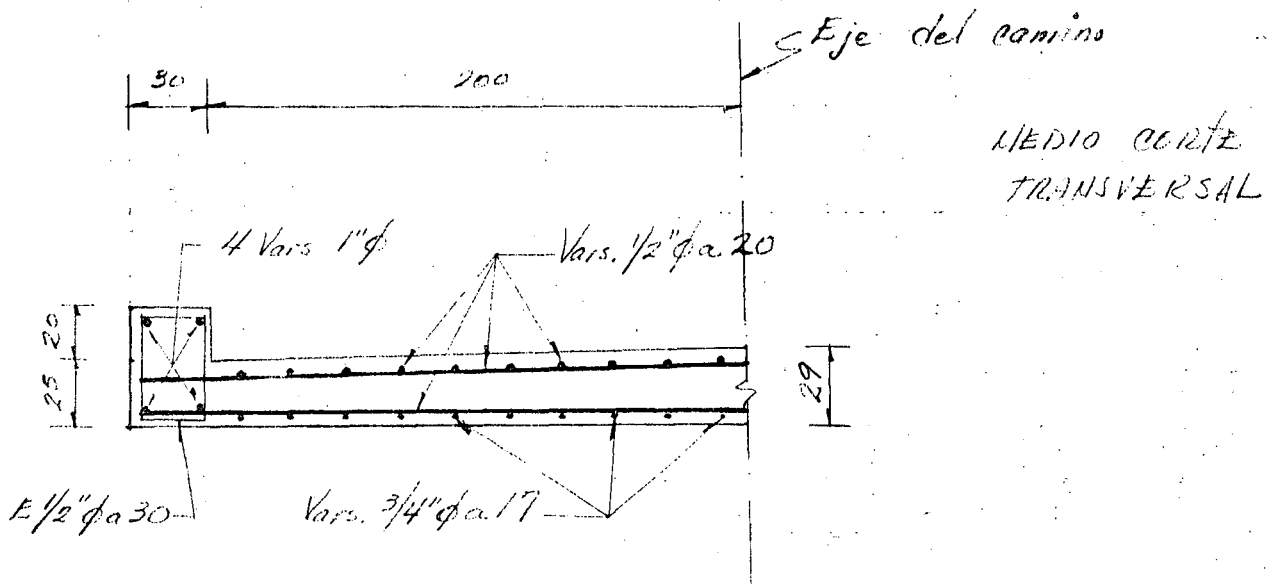 Eje del camino
30
200
MEDIO CORTE
TRANSVERSAL
4 Vars 1"ϕ
Vars. 1/2"ϕ a 20
20
25
29
E 1/2"ϕ a 30
Vars. 3/4"ϕ a 17